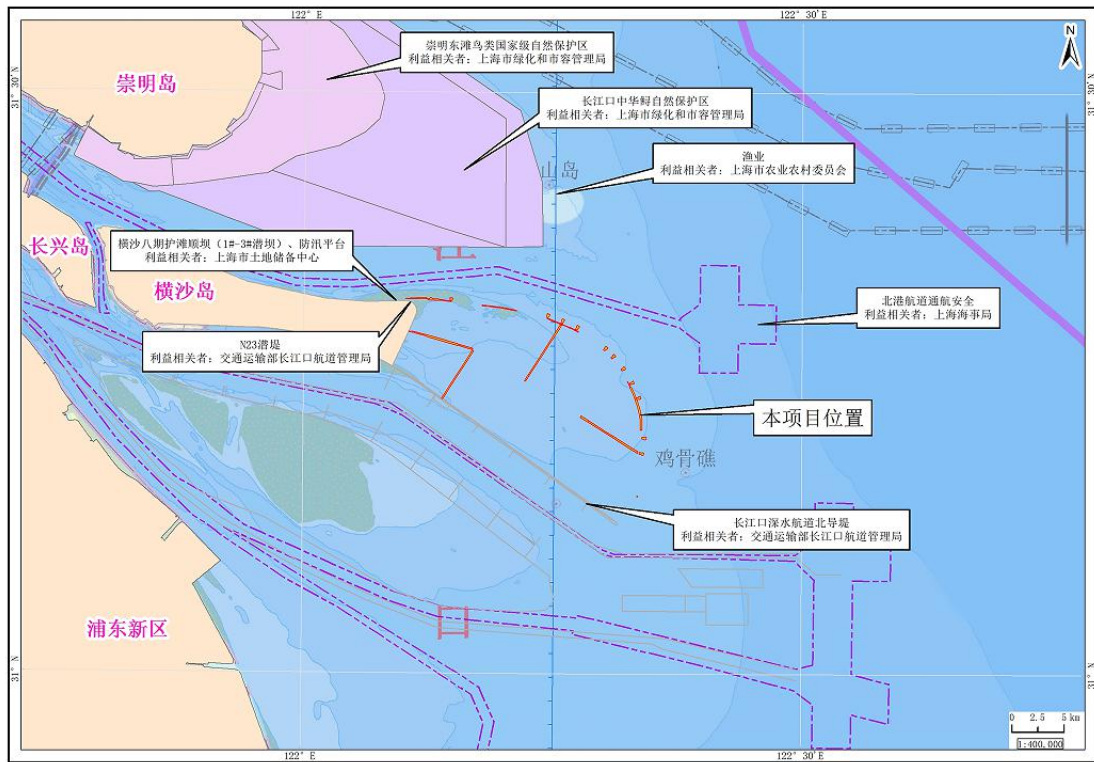 122° E
122° 30′ E
N
31° 30′ N
31° 30′ N
崇明岛
崇明东滩鸟类国家级自然保护区
利益相关者：上海市绿化和市容管理局
长江口中华鲟自然保护区
利益相关者：上海市绿化和市容管理局
渔业
利益相关者：上海市农业农村委员会
山岛
长兴岛
横沙八期护滩顺坝（1#-3#潜坝）、防汛平台
利益相关者：上海市土地储备中心
横沙岛
北港航道通航安全
利益相关者：上海海事局
N23潜堤
利益相关者：交通运输部长江口航道管理局
本项目位置
鸡骨礁
长江口深水航道北导堤
利益相关者：交通运输部长江口航道管理局
浦东新区
31° N
31° N
0 2.5 5 km
1:400,000
122° E
122° 30′ E